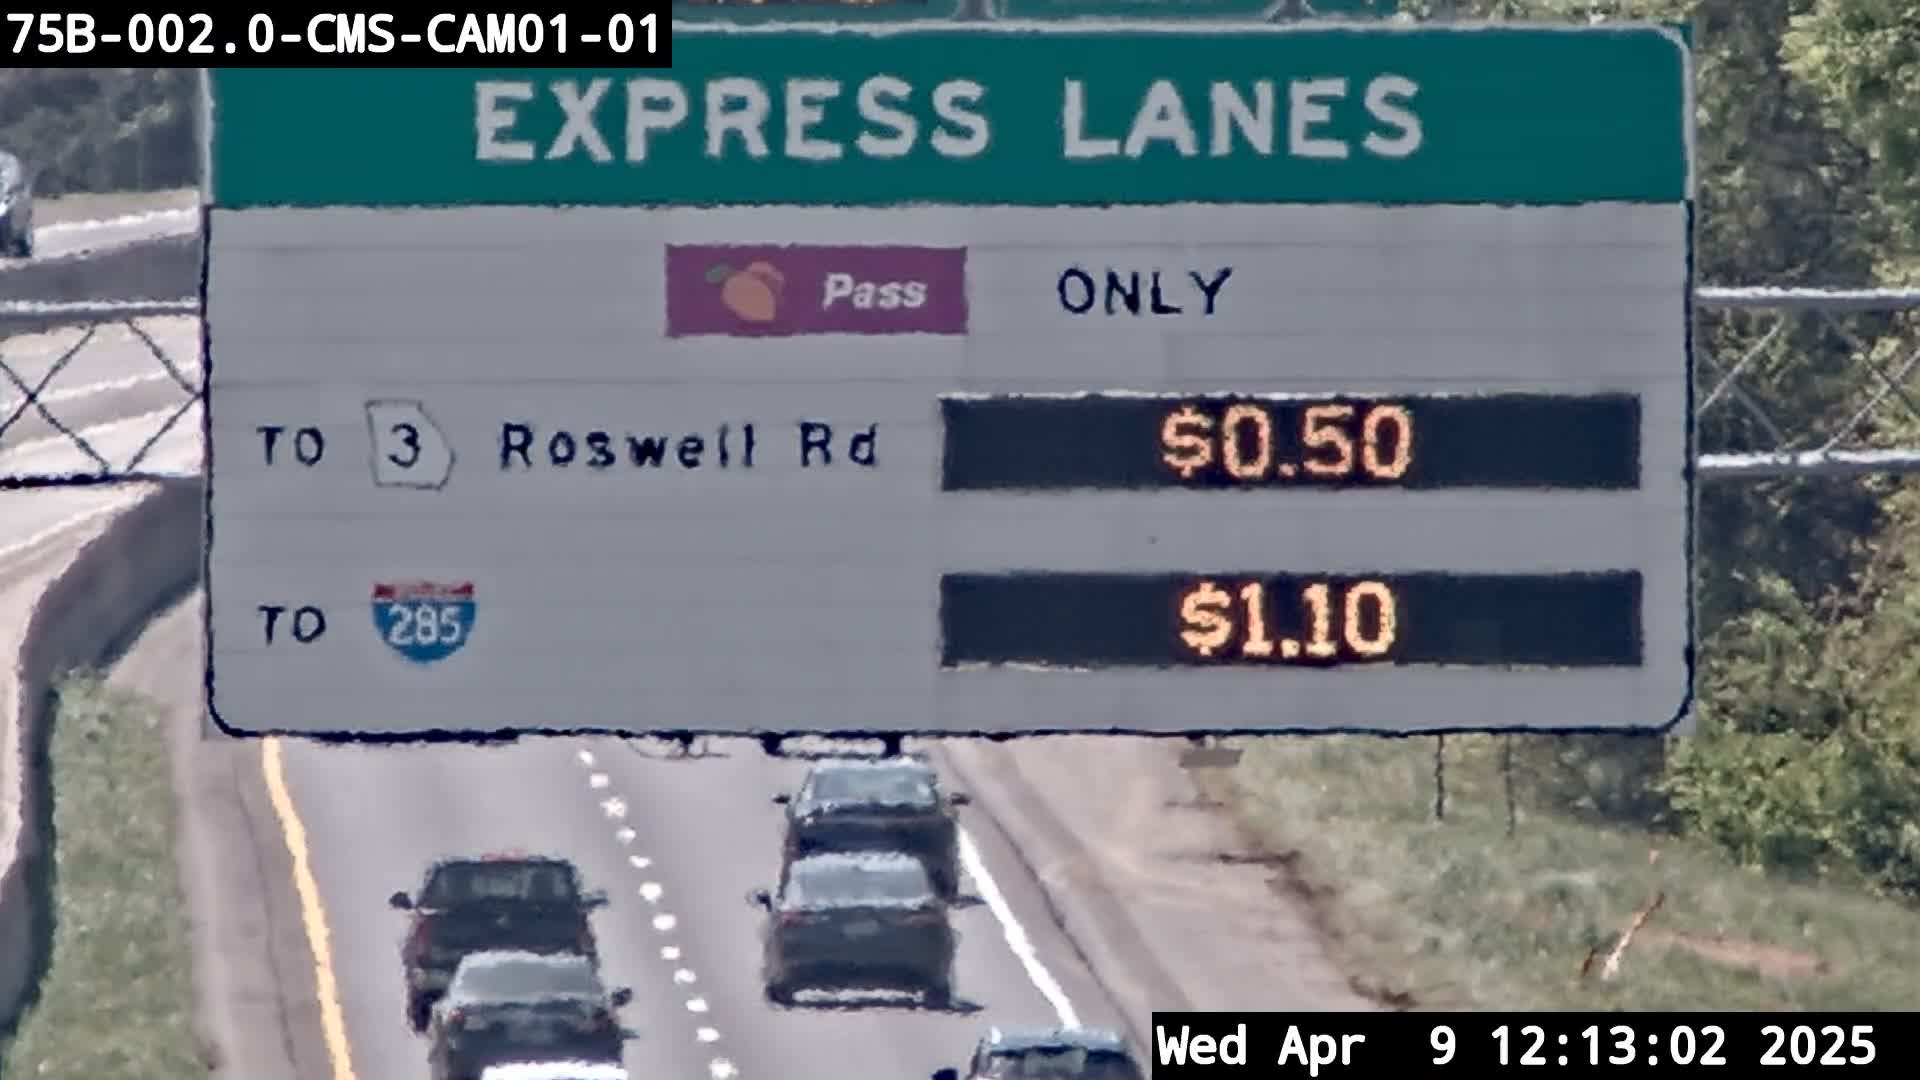 75B-002.0-CMS-CAM01-01
EXPRESS LANES
Pass ONLY
TO 3 Roswell Rd $0.50
TO 285 $1.10
Wed Apr 9 12:13:02 2025